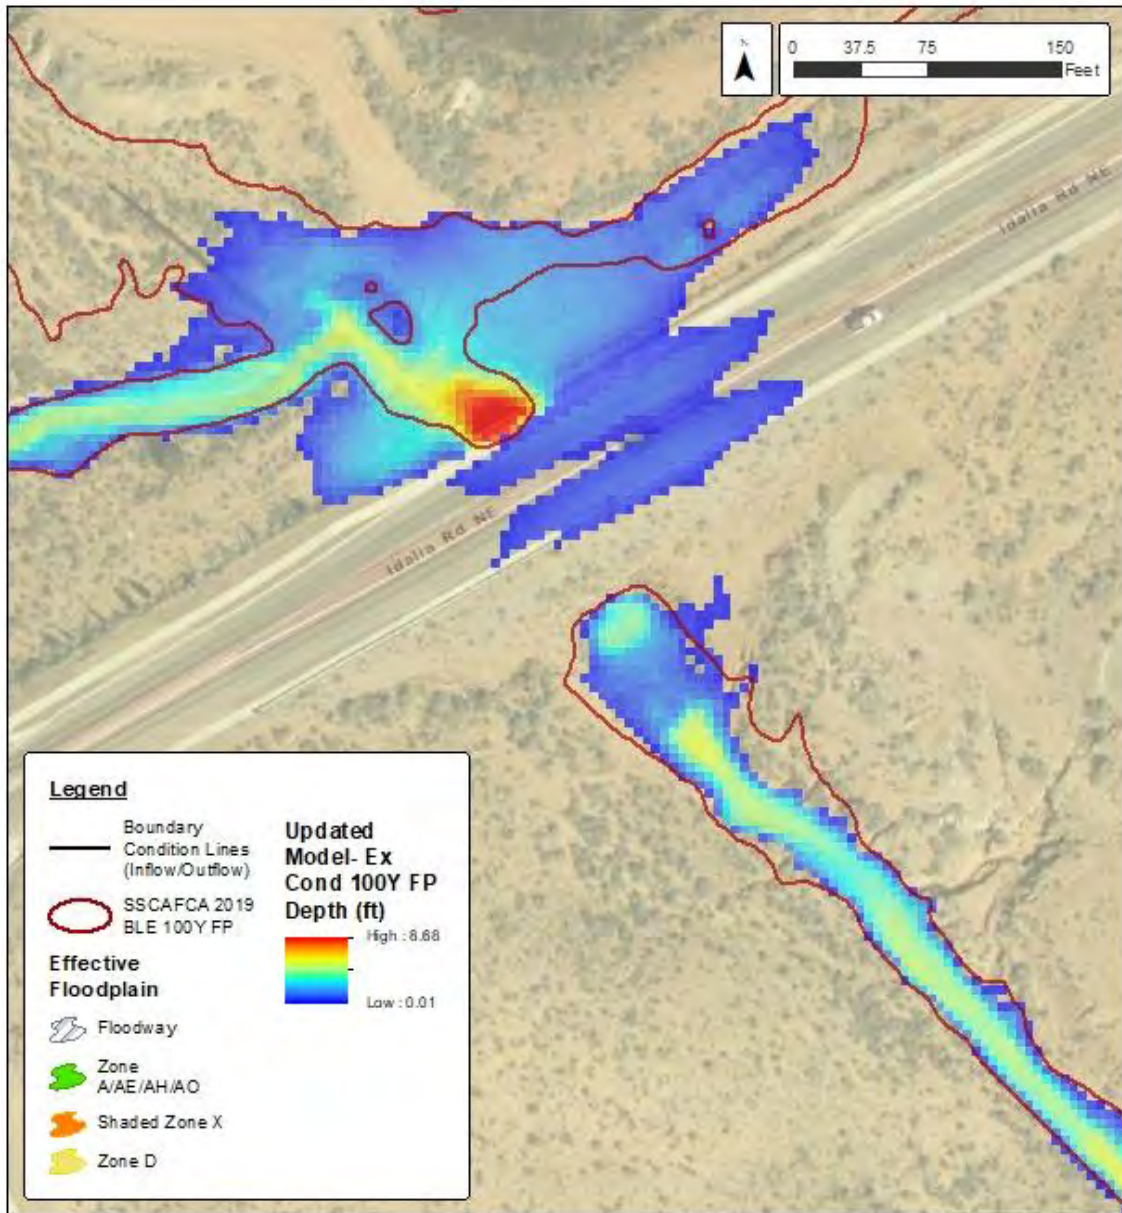 N
0 37.5 75 150
Feet
Idalia Rd NE
Idalia Rd NE
Legend
Boundary
Condition Lines
(Inflow/Outflow)
SSCAFCA 2019
BLE 100Y FP
Effective
Floodplain
Floodway
Zone
A/AE/AH/AO
Shaded Zone X
Zone D
Updated
Model- Ex
Cond 100Y FP
Depth (ft)
High : 8.68
Low : 0.01